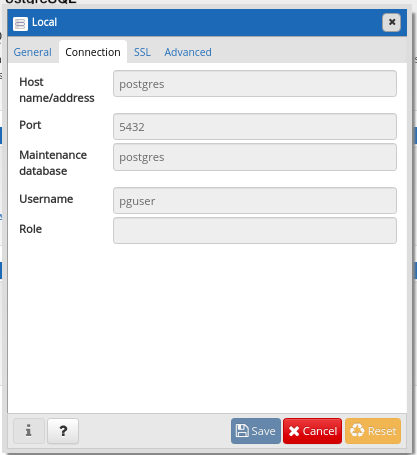 Local
General Connection SSL Advanced
Host
name/address
postgres
Port
5432
Maintenance
database
postgres
Username
pguser
Role
i ? Save Cancel Reset